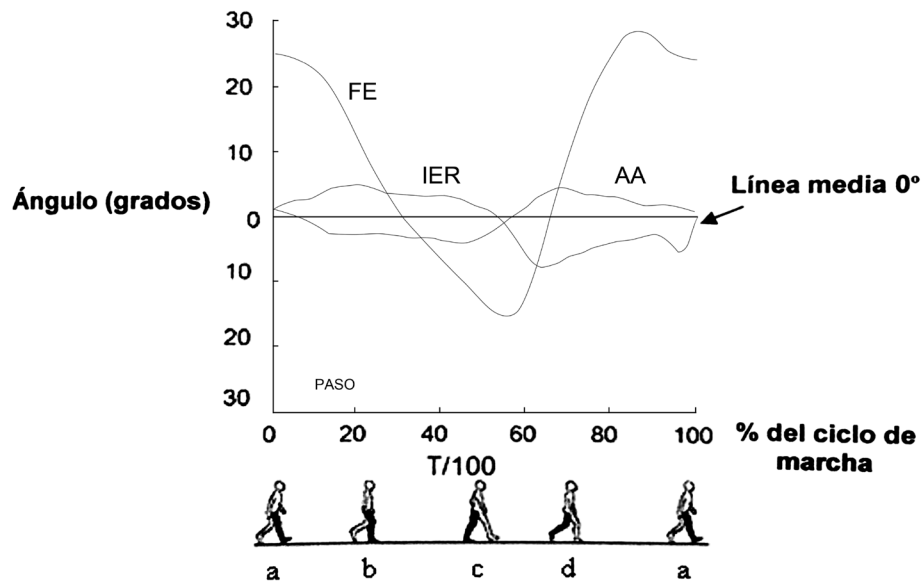 30
20
FE
10
IER
AA
Ángulo (grados)
Línea media 0º
0
10
20
PASO
30
0 20 40 60 80 100
% del ciclo de
marcha
T/100
a b c d a